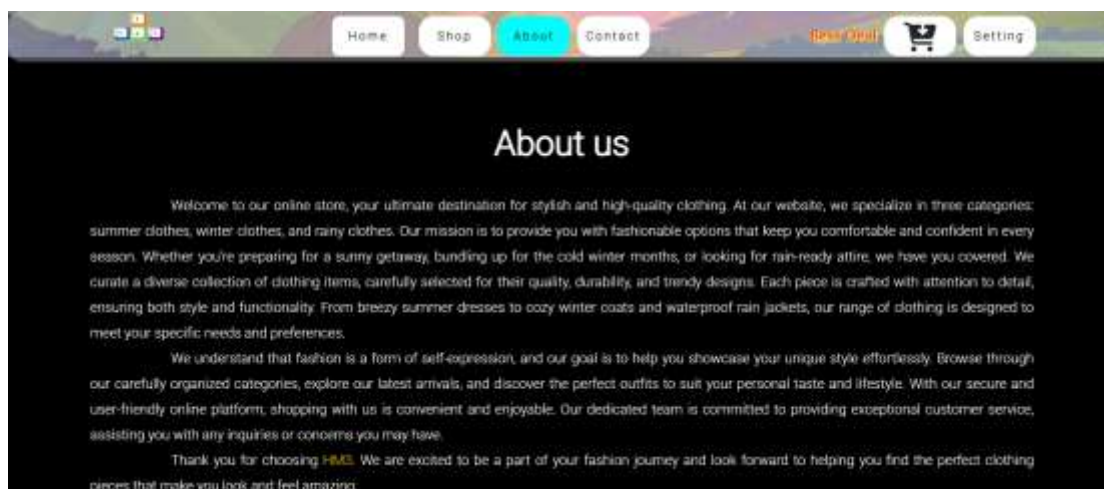 Home Shop About Contact Best Deal Setting
About us
Welcome to our online store, your ultimate destination for stylish and high-quality clothing. At our website, we specialize in three categories:
summer clothes, winter clothes, and rainy clothes. Our mission is to provide you with fashionable options that keep you comfortable and confident in every
season. Whether you're preparing for a sunny getaway, bundling up for the cold winter months, or looking for rain-ready attire, we have you covered. We
curate a diverse collection of clothing items, carefully selected for their quality, durability, and trendy designs. Each piece is crafted with attention to detail,
ensuring both style and functionality. From breezy summer dresses to cozy winter coats and waterproof rain jackets, our range of clothing is designed to
meet your specific needs and preferences.
We understand that fashion is a form of self-expression, and our goal is to help you showcase your unique style effortlessly. Browse through
our carefully organized categories, explore our latest arrivals, and discover the perfect outfits to suit your personal taste and lifestyle. With our secure and
user-friendly online platform, shopping with us is convenient and enjoyable. Our dedicated team is committed to providing exceptional customer service,
assisting you with any inquiries or concerns you may have.
Thank you for choosing HM3. We are excited to be a part of your fashion journey and look forward to helping you find the perfect clothing
pieces that make you look and feel amazing.